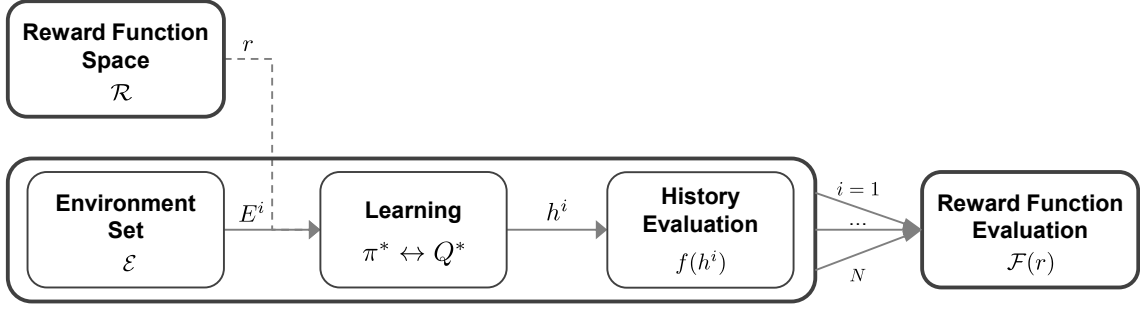 Reward Function
Space
ℛ
r
Environment
Set
ℰ
E^i
Learning
π* ↔ Q*
h^i
History
Evaluation
f(h^i)
i = 1
...
N
Reward Function
Evaluation
ℱ(r)